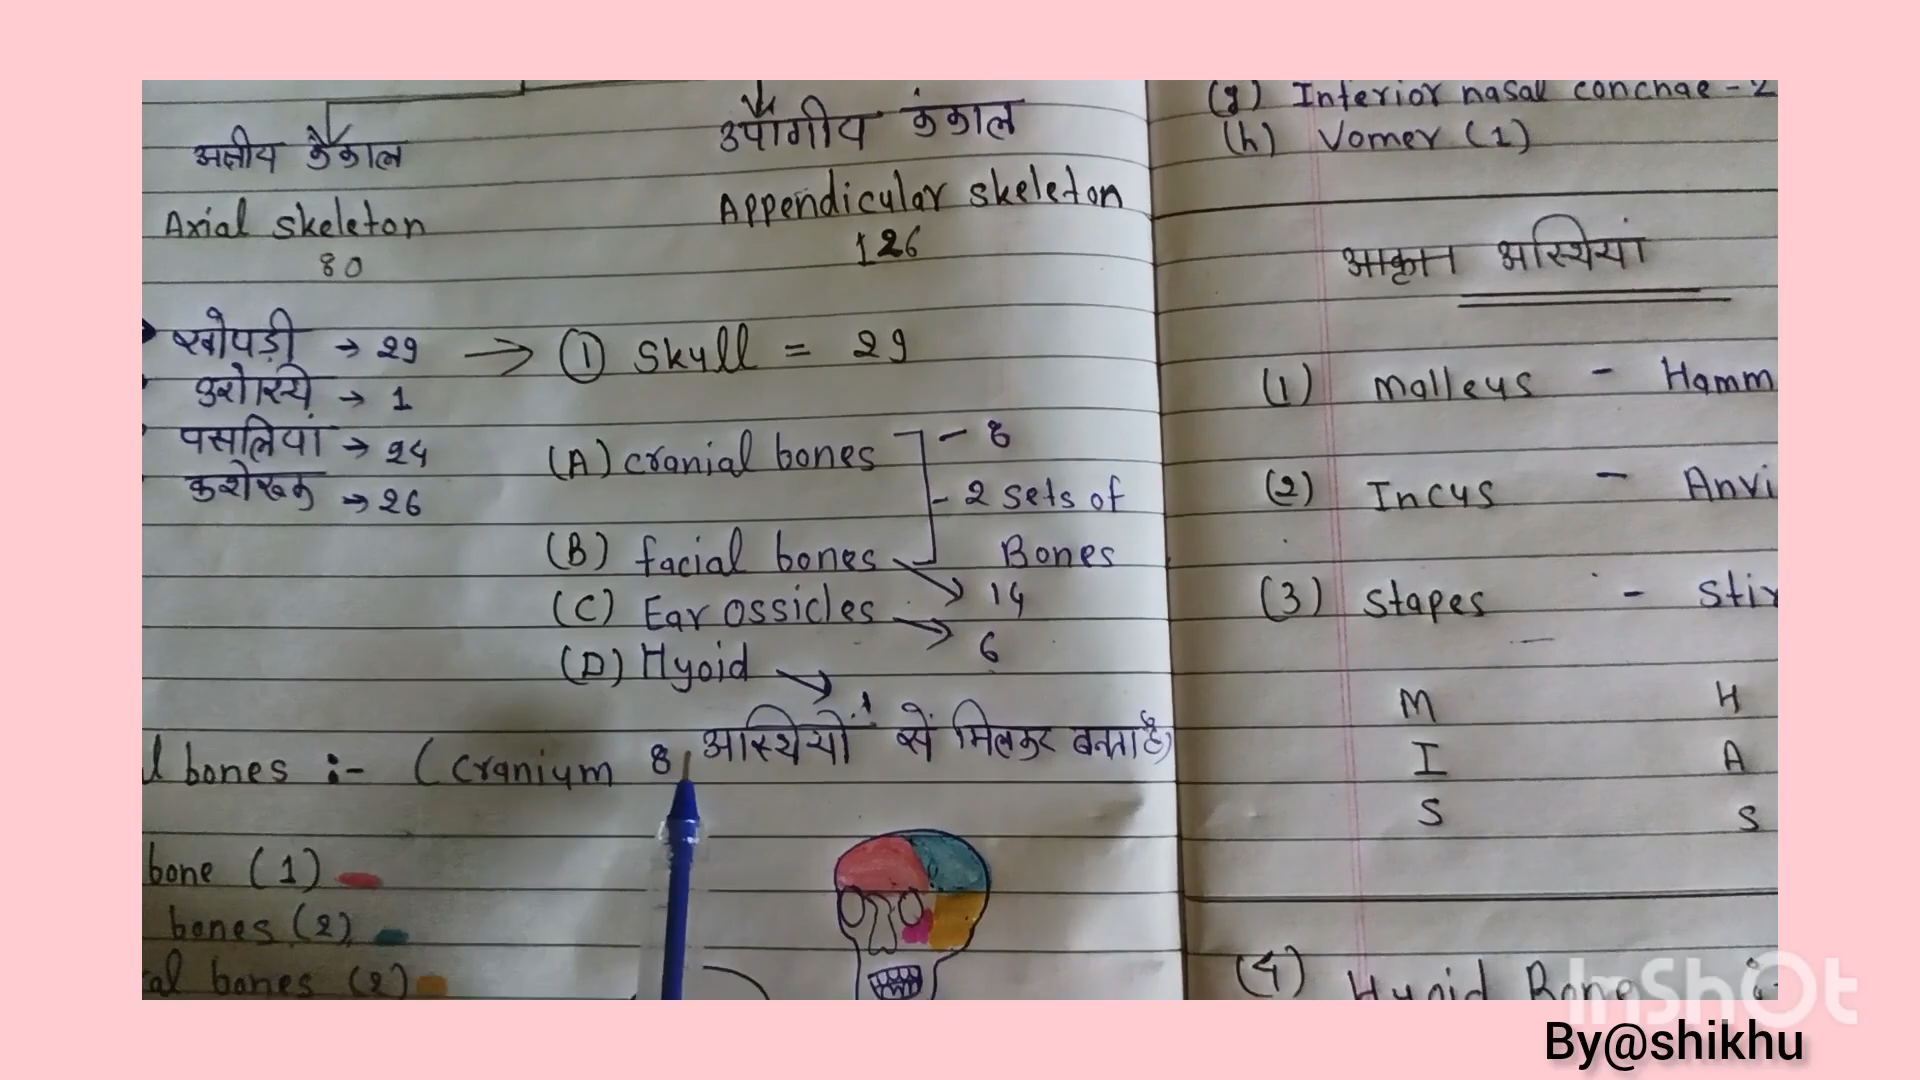 अक्षीय कंकाल
Axial skeleton
80
उपांगीय कंकाल
Appendicular skeleton
126
खोपड़ी → 29
उरोस्थि → 1
पसलियां → 24
कशेरुक → 26
→ ① Skull = 29
(A) cranial bones - 8
- 2 sets of
Bones
(B) facial bones → 14
(C) Ear ossicles → 6
(D) Hyoid → 1
bones :- (cranium 8 अस्थियों से मिलकर बनता है)
bone (1)
bones (2)
al bones (2)
(g) Inferior nasal conchae - 2
(h) Vomer (1)
अस्थियां
(1) Malleus - Hamm
(2) Incus - Anvi
(3) Stapes - Stir
M H
I A
S S
(4) Hyoid Bone :-
InShOt
By@shikhu